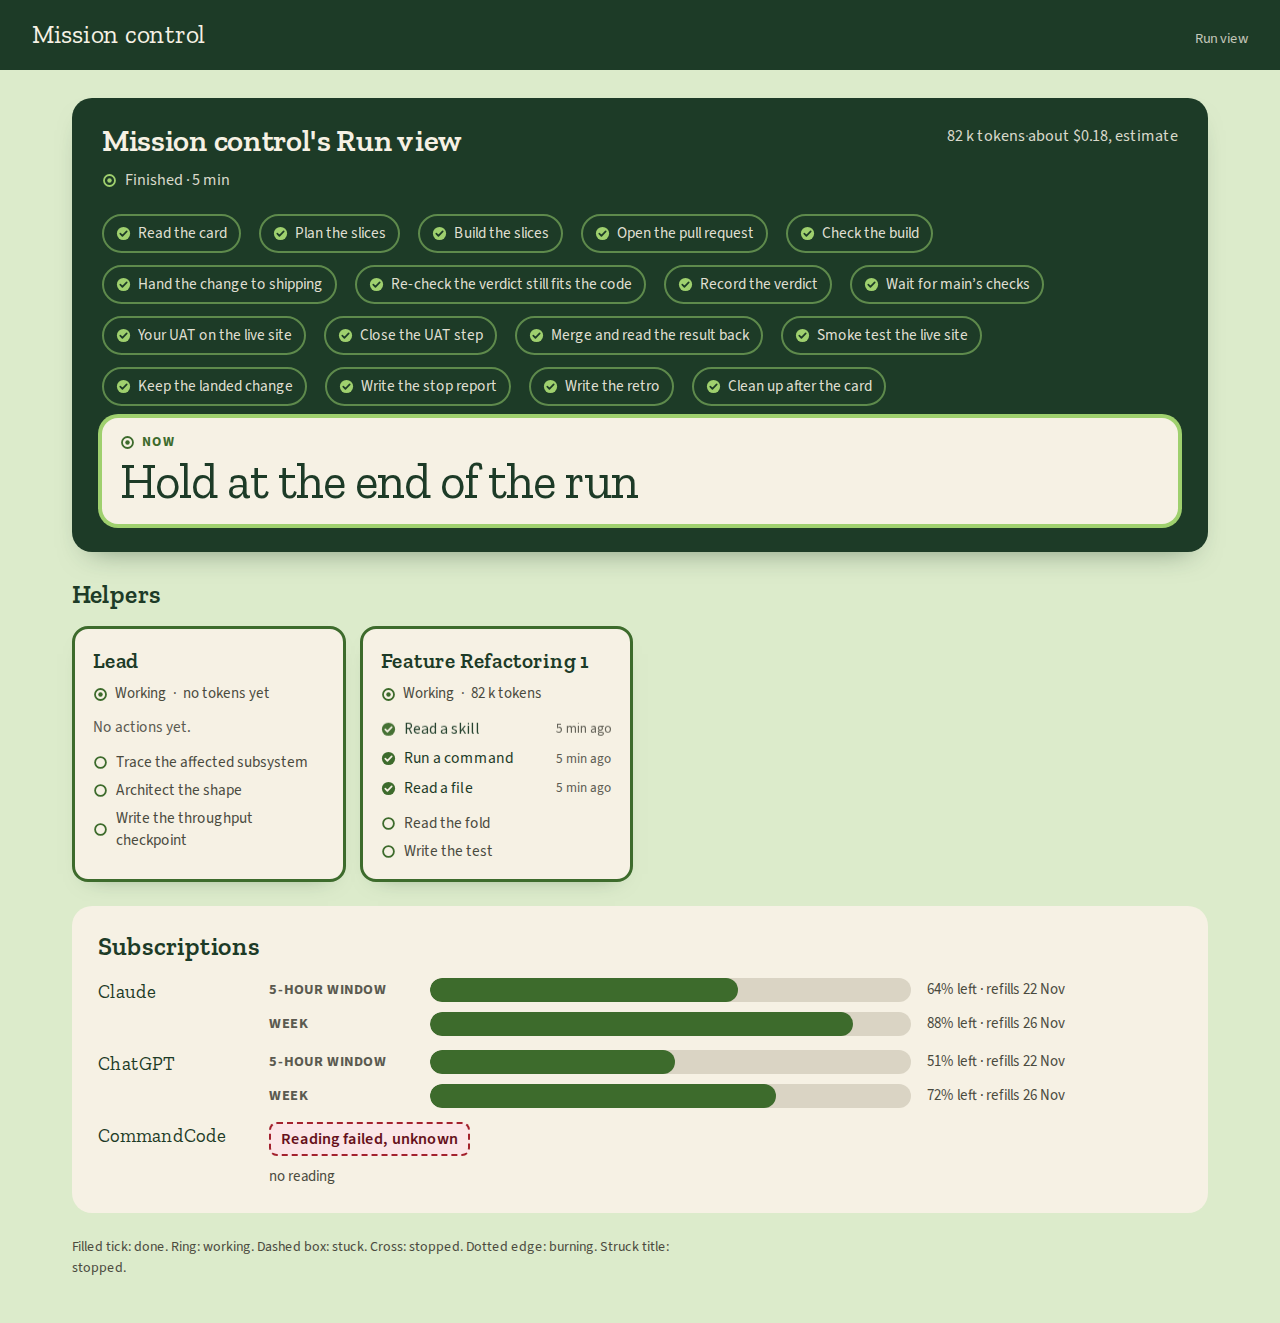 Mission control
Run view
Mission control's Run view
82 k tokens·about $0.18, estimate
Finished · 5 min
Read the card
Plan the slices
Build the slices
Open the pull request
Check the build
Hand the change to shipping
Re-check the verdict still fits the code
Record the verdict
Wait for main's checks
Your UAT on the live site
Close the UAT step
Merge and read the result back
Smoke test the live site
Keep the landed change
Write the stop report
Write the retro
Clean up after the card
NOW
Hold at the end of the run
Helpers
Lead
Working · no tokens yet
No actions yet.
Trace the affected subsystem
Architect the shape
Write the throughput
checkpoint
Feature Refactoring 1
Working · 82 k tokens
Read a skill 5 min ago
Run a command 5 min ago
Read a file 5 min ago
Read the fold
Write the test
Subscriptions
Claude
5-HOUR WINDOW 64% left · refills 22 Nov
WEEK 88% left · refills 26 Nov
ChatGPT
5-HOUR WINDOW 51% left · refills 22 Nov
WEEK 72% left · refills 26 Nov
CommandCode
Reading failed, unknown
no reading
Filled tick: done. Ring: working. Dashed box: stuck. Cross: stopped. Dotted edge: burning. Struck title:
stopped.